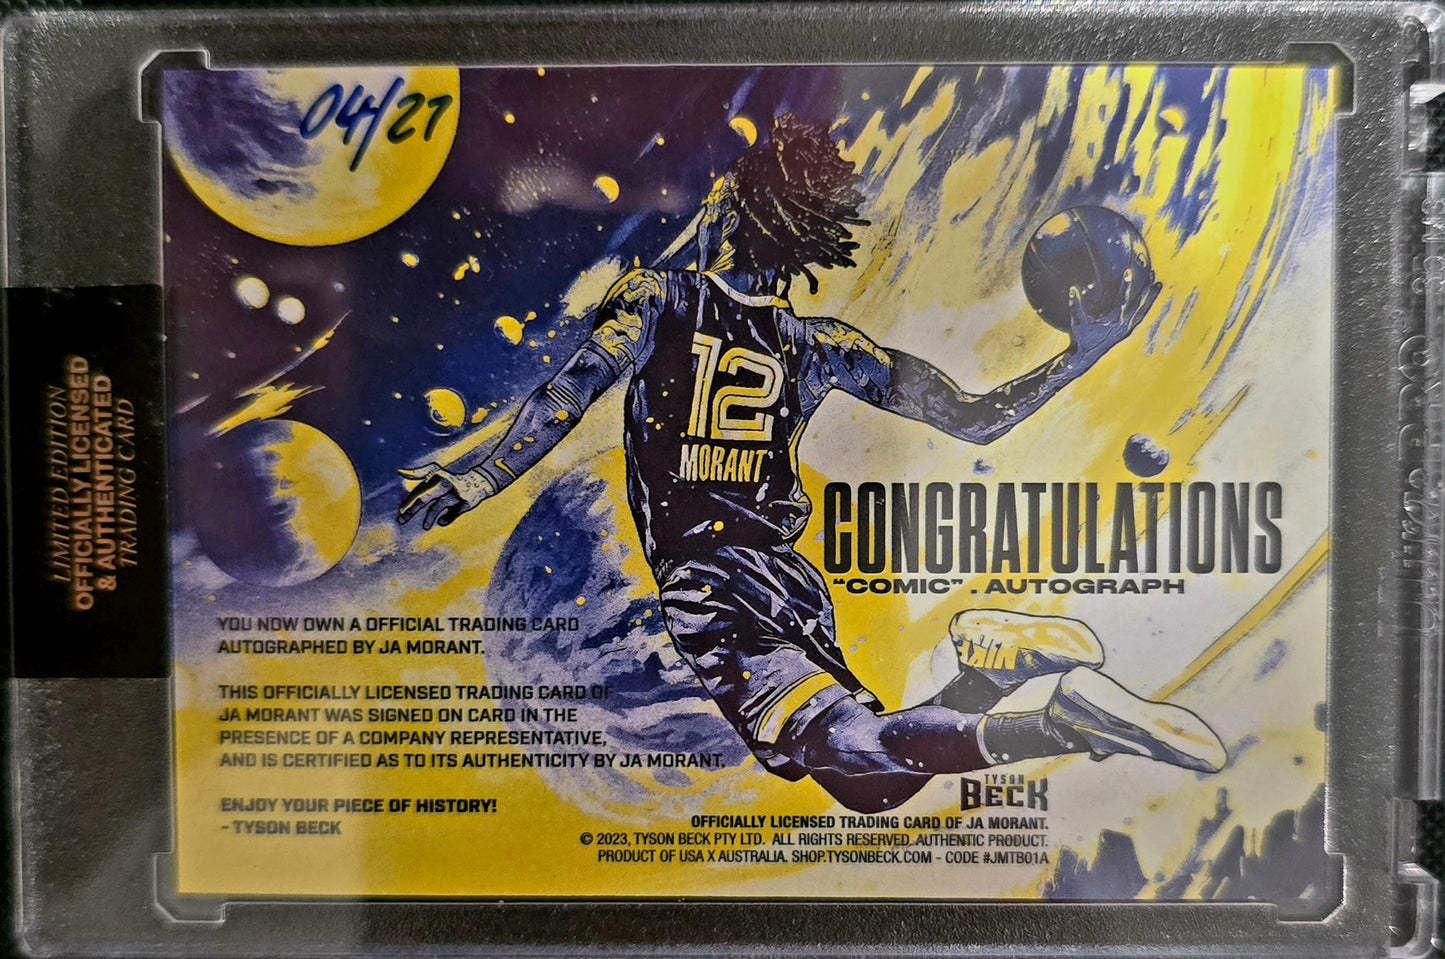 04/27
LIMITED EDITION
OFFICIALLY LICENSED
& AUTHENTICATED
TRADING CARD
12
MORANT
CONGRATULATIONS
"COMIC" . AUTOGRAPH
YOU NOW OWN A OFFICIAL TRADING CARD
AUTOGRAPHED BY JA MORANT.
THIS OFFICIALLY LICENSED TRADING CARD OF
JA MORANT WAS SIGNED ON CARD IN THE
PRESENCE OF A COMPANY REPRESENTATIVE,
AND IS CERTIFIED AS TO ITS AUTHENTICITY BY JA MORANT.
ENJOY YOUR PIECE OF HISTORY!
- TYSON BECK
NIKE
TYSON
BECK
OFFICIALLY LICENSED TRADING CARD OF JA MORANT.
© 2023, TYSON BECK PTY LTD. ALL RIGHTS RESERVED. AUTHENTIC PRODUCT.
PRODUCT OF USA X AUSTRALIA. SHOP.TYSONBECK.COM - CODE #JMTB01A